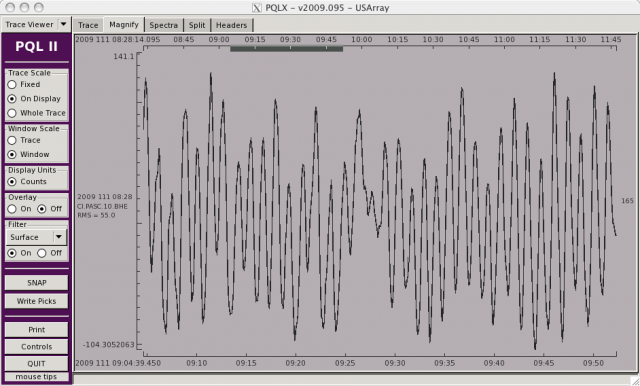 PQLX - v2009.095 - USArray
Trace Viewer
Trace
Magnify
Spectra
Split
Headers
PQL II
Trace Scale
Fixed
On Display
Whole Trace
Window Scale
Trace
Window
Display Units
Counts
Overlay
On
Off
Filter
Surface
On
Off
SNAP
Write Picks
Print
Controls
QUIT
mouse tips
2009 111 08:28:14.095 08:45 09:00 09:15 09:30 09:45 10:00 10:15 10:30 10:45 11:00 11:15 11:30 11:45
141.1
2009 111 08:28
CI.PASC.10.BHE
RMS = 55.0
165
-104.3052063
2009 111 09:04:39.450 09:10 09:15 09:20 09:25 09:30 09:35 09:40 09:45 09:50